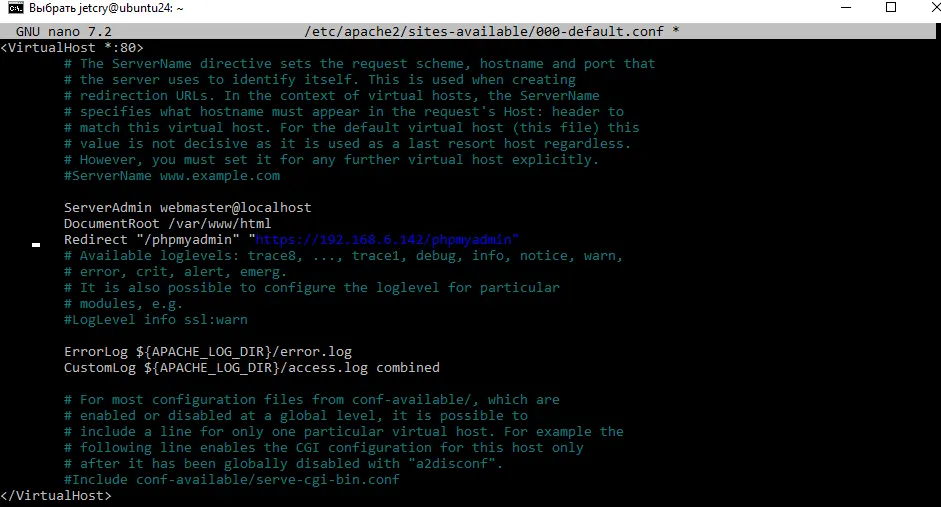 Выбрать jetcry@ubuntu24: ~
GNU nano 7.2 /etc/apache2/sites-available/000-default.conf *
<VirtualHost *:80>
# The ServerName directive sets the request scheme, hostname and port that
# the server uses to identify itself. This is used when creating
# redirection URLs. In the context of virtual hosts, the ServerName
# specifies what hostname must appear in the request's Host: header to
# match this virtual host. For the default virtual host (this file) this
# value is not decisive as it is used as a last resort host regardless.
# However, you must set it for any further virtual host explicitly.
#ServerName www.example.com
ServerAdmin webmaster@localhost
DocumentRoot /var/www/html
Redirect "/phpmyadmin" "https://192.168.6.142/phpmyadmin"
# Available loglevels: trace8, ..., trace1, debug, info, notice, warn,
# error, crit, alert, emerg.
# It is also possible to configure the loglevel for particular
# modules, e.g.
#LogLevel info ssl:warn
ErrorLog ${APACHE_LOG_DIR}/error.log
CustomLog ${APACHE_LOG_DIR}/access.log combined
# For most configuration files from conf-available/, which are
# enabled or disabled at a global level, it is possible to
# include a line for only one particular virtual host. For example the
# following line enables the CGI configuration for this host only
# after it has been globally disabled with "a2disconf".
#Include conf-available/serve-cgi-bin.conf
</VirtualHost>